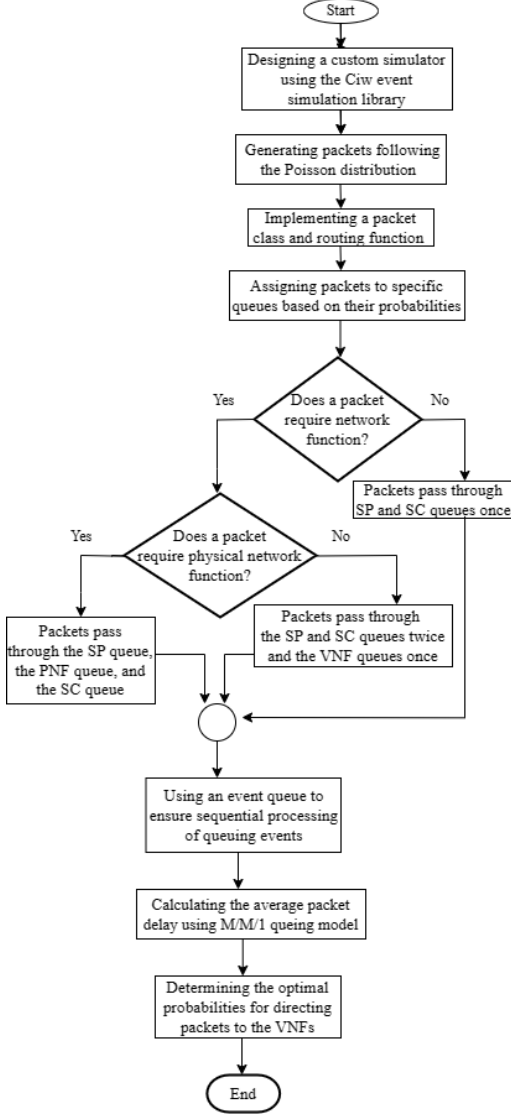 Start
Designing a custom simulator
using the Ciw event
simulation library
Generating packets following
the Poisson distribution
Implementing a packet
class and routing function
Assigning packets to specific
queues based on their probabilities
Yes
Does a packet
require network
function?
No
Packets pass through
SP and SC queues once
Yes
Does a packet
require physical network
function?
No
Packets pass
through the SP queue,
the PNF queue, and
the SC queue
Packets pass through
the SP and SC queues twice
and the VNF queues once
Using an event queue to
ensure sequential processing
of queuing events
Calculating the average packet
delay using M/M/1 queing model
Determining the optimal
probabilities for directing
packets to the VNFs
End